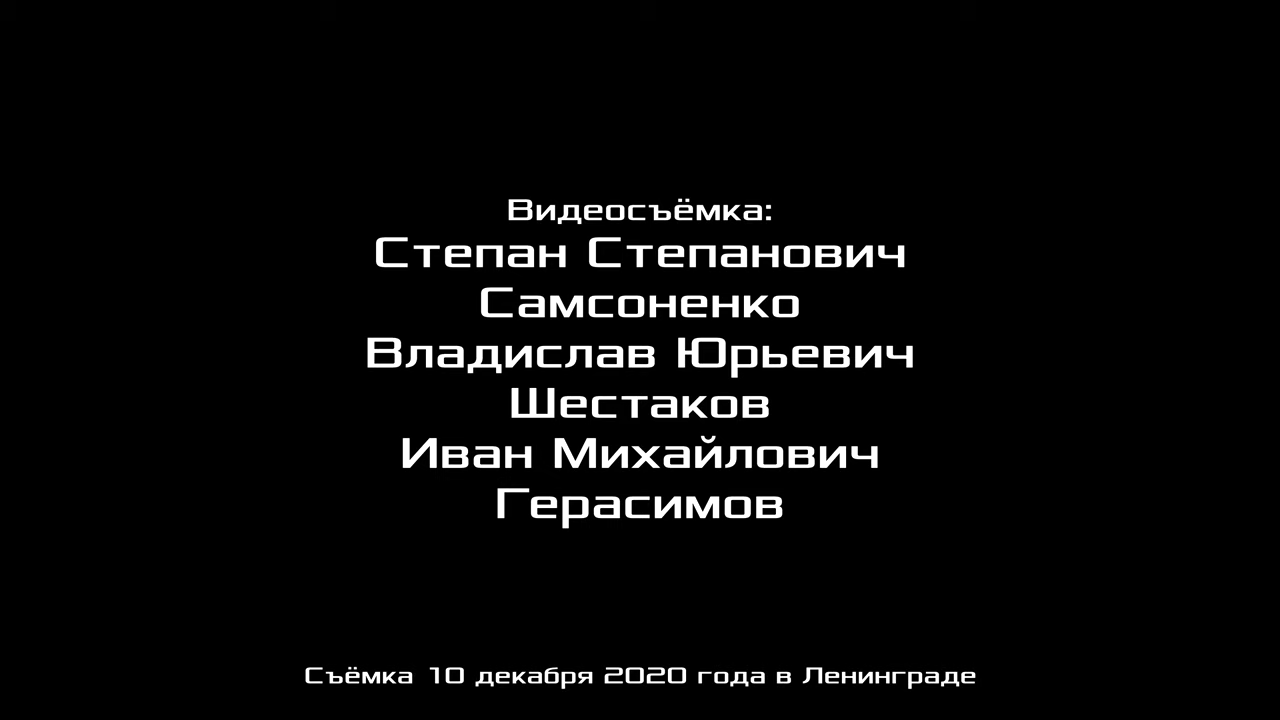 Видеосъёмка:
Степан Степанович
Самсоненко
Владислав Юрьевич
Шестаков
Иван Михайлович
Герасимов
Съёмка 10 декабря 2020 года в Ленинграде